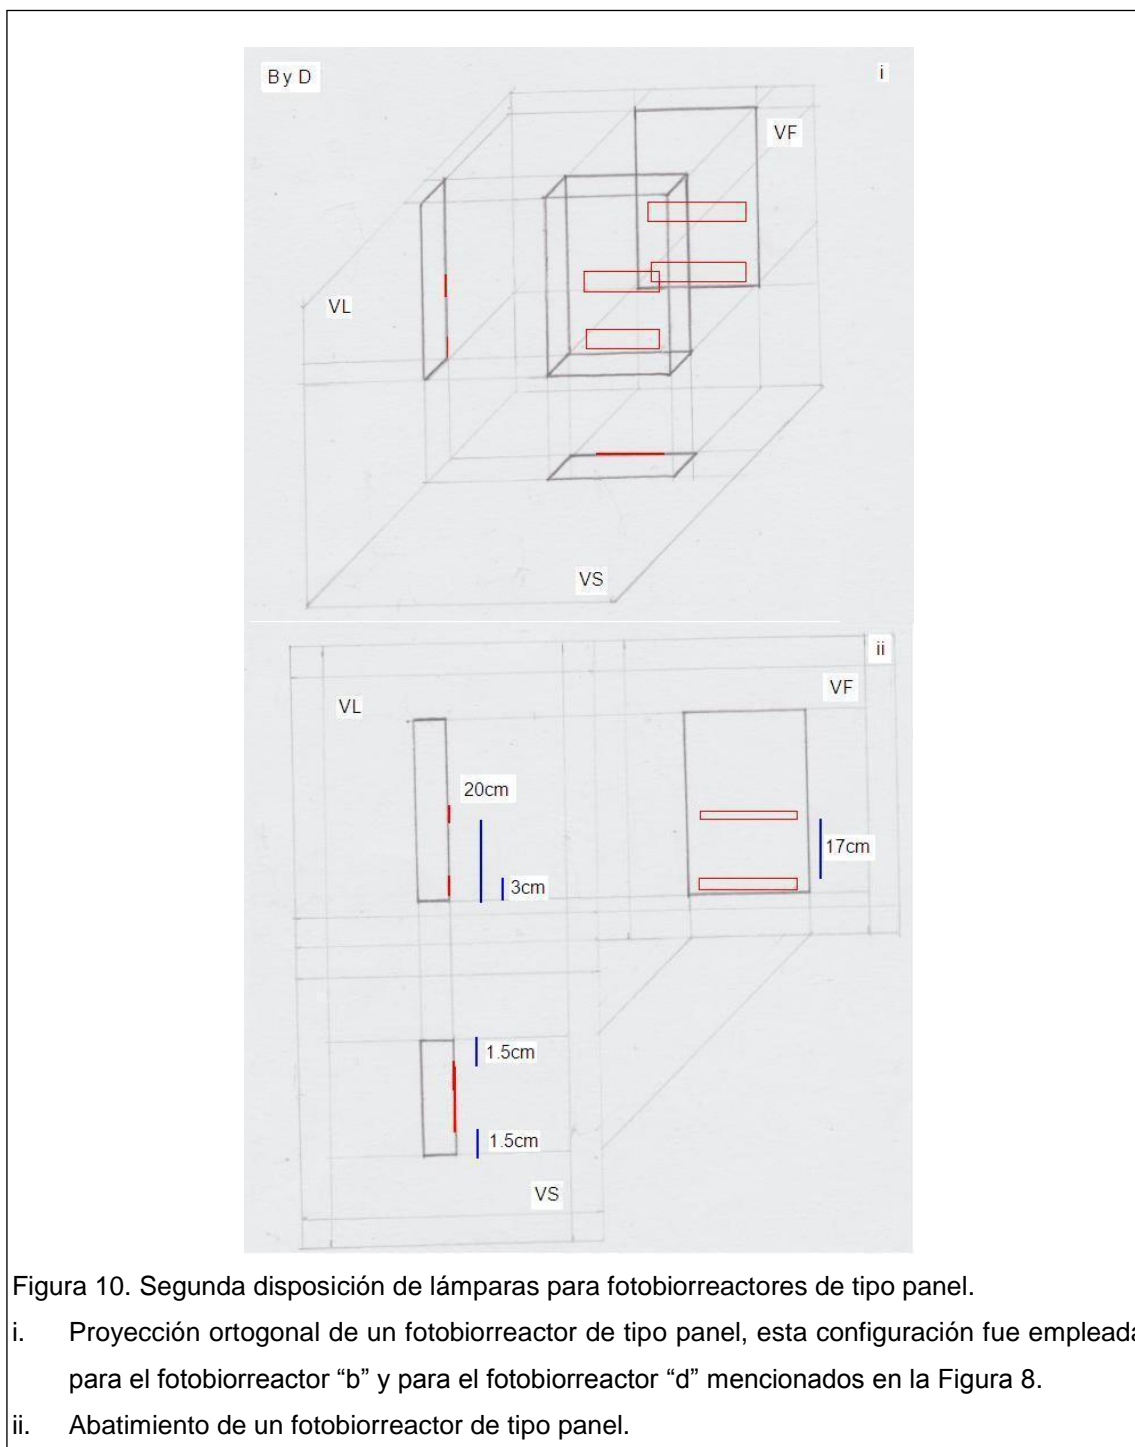 B y D
i
VF
VL
VS
ii
VF
VL
20cm
17cm
3cm
1.5cm
1.5cm
VS
Figura 10. Segunda disposición de lámparas para fotobiorreactores de tipo panel.
i. Proyección ortogonal de un fotobiorreactor de tipo panel, esta configuración fue empleada
para el fotobiorreactor “b” y para el fotobiorreactor “d” mencionados en la Figura 8.
ii. Abatimiento de un fotobiorreactor de tipo panel.